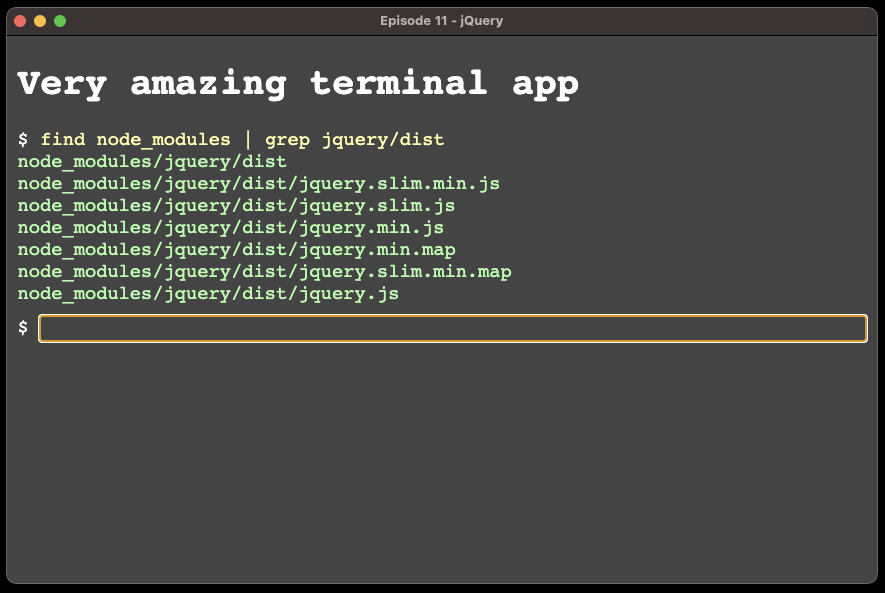 Episode 11 - jQuery
Very amazing terminal app
$ find node_modules | grep jquery/dist
node_modules/jquery/dist
node_modules/jquery/dist/jquery.slim.min.js
node_modules/jquery/dist/jquery.slim.js
node_modules/jquery/dist/jquery.min.js
node_modules/jquery/dist/jquery.min.map
node_modules/jquery/dist/jquery.slim.min.map
node_modules/jquery/dist/jquery.js
$